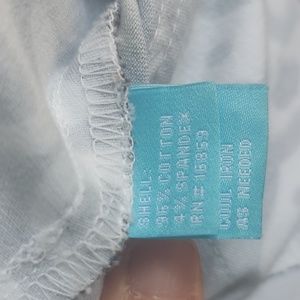 SHELL:
96% COTTON
4% SPANDEX
RN# 16859
COOL IRON
AS NEEDED